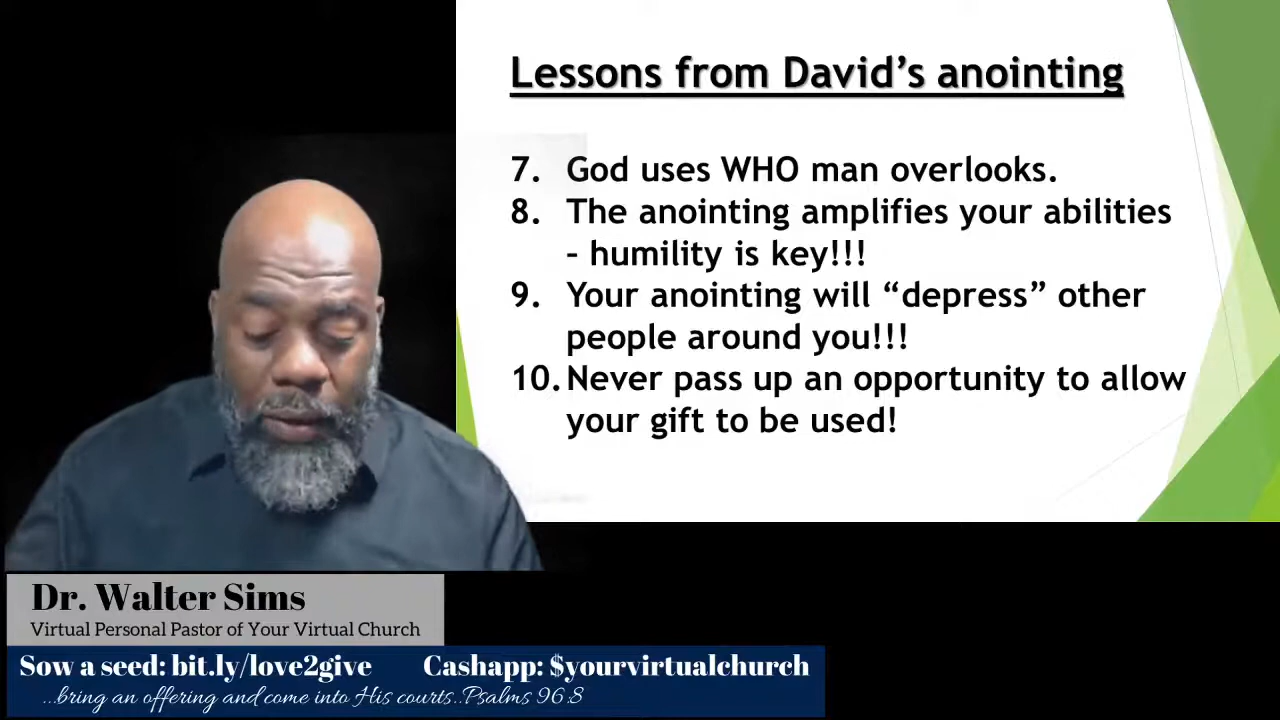 Lessons from David’s anointing
7. God uses WHO man overlooks.
8. The anointing amplifies your abilities
– humility is key!!!
9. Your anointing will “depress” other
people around you!!!
10. Never pass up an opportunity to allow
your gift to be used!
Dr. Walter Sims
Virtual Personal Pastor of Your Virtual Church
Sow a seed: bit.ly/love2give Cashapp: $yourvirtualchurch
...bring an offering and come into His courts..Psalms 96:8